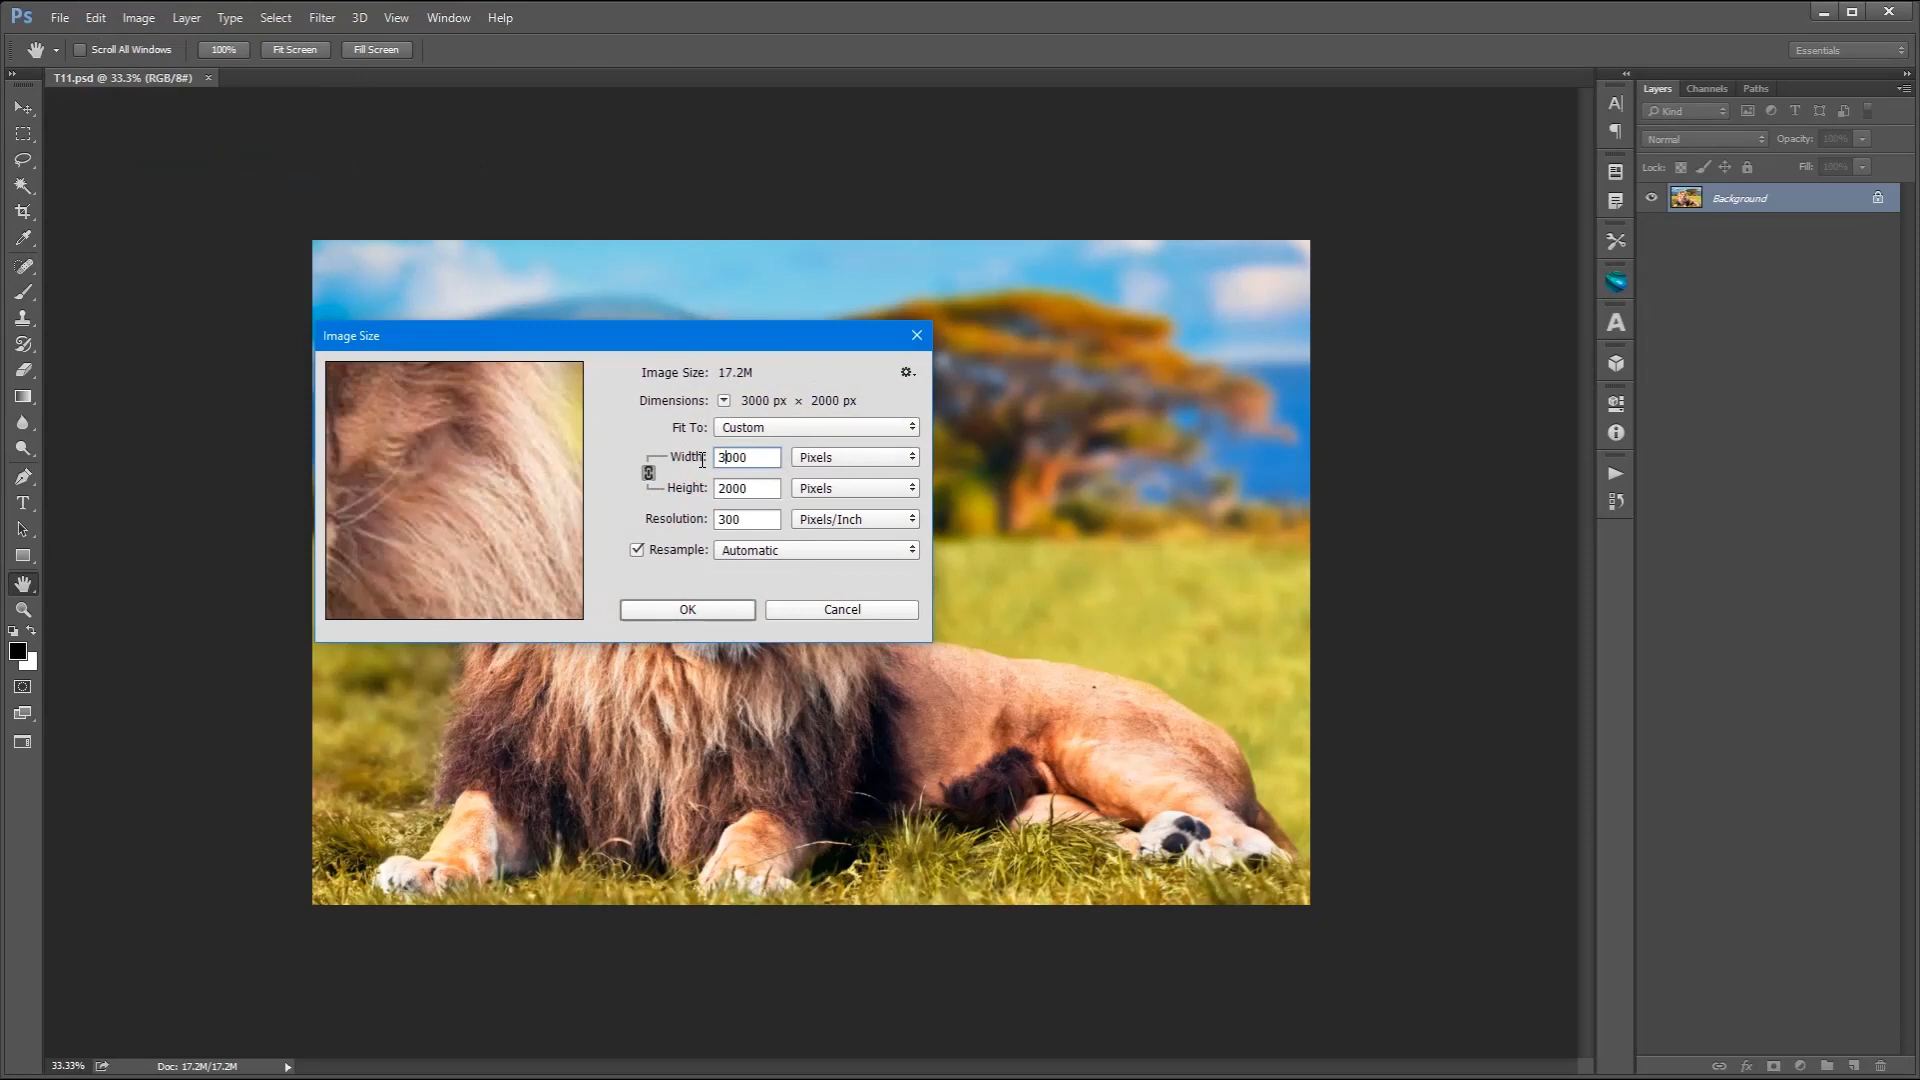 Ps File Edit Image Layer Type Select Filter 3D View Window Help
Scroll All Windows 100% Fit Screen Fill Screen Essentials
T11.psd @ 33.3% (RGB/8#) ×
Layers Channels Paths
Kind
Normal Opacity: 100%
Lock: Fill: 100%
Background
Image Size
Image Size: 17.2M
Dimensions: 3000 px × 2000 px
Fit To: Custom
Width: 3000 Pixels
Height: 2000 Pixels
Resolution: 300 Pixels/Inch
Resample: Automatic
OK Cancel
33.33% Doc: 17.2M/17.2M